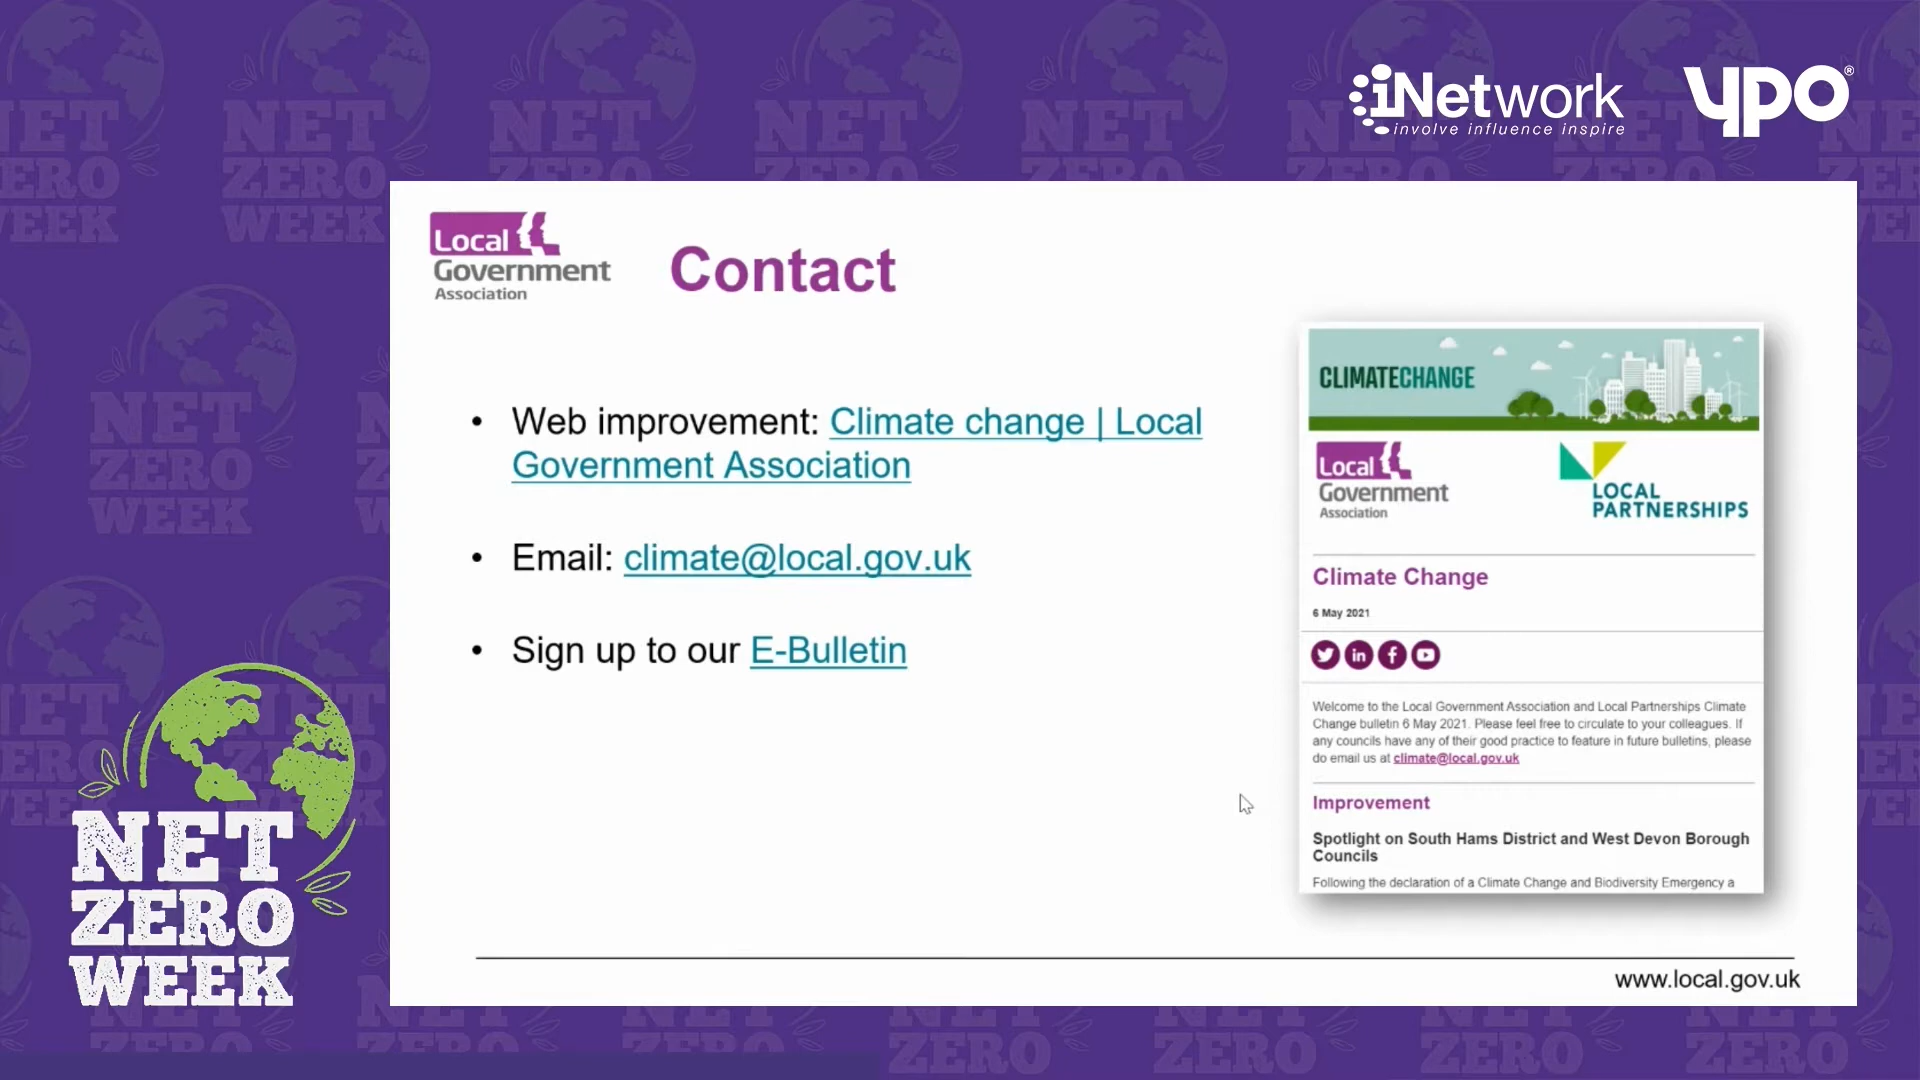 iNetwork
involve influence inspire
YPO®
Local
Government
Association
Contact
• Web improvement: Climate change | Local
Government Association
• Email: climate@local.gov.uk
• Sign up to our E-Bulletin
CLIMATECHANGE
Local
Government
Association
LOCAL
PARTNERSHIPS
Climate Change
6 May 2021
Welcome to the Local Government Association and Local Partnerships Climate
Change bulletin 6 May 2021. Please feel free to circulate to your colleagues. If
any councils have any of their good practice to feature in future bulletins, please
do email us at climate@local.gov.uk
Improvement
Spotlight on South Hams District and West Devon Borough
Councils
Following the declaration of a Climate Change and Biodiversity Emergency a
www.local.gov.uk
NET
ZERO
WEEK